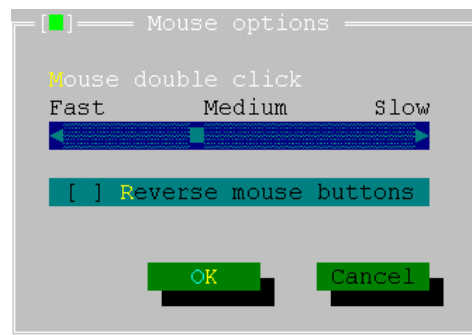 [■] Mouse options
Mouse double click
Fast Medium Slow
[ ] Reverse mouse buttons
OK Cancel